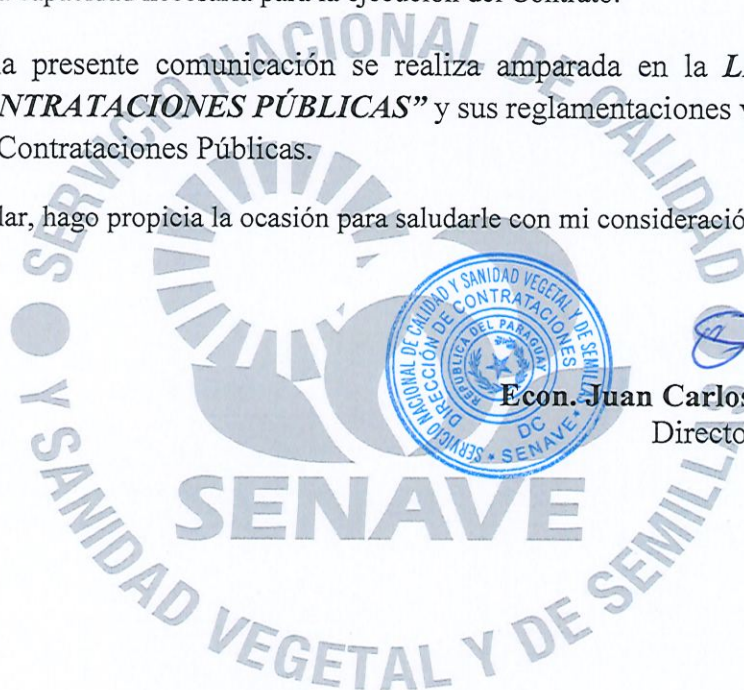 capacidad necesaria para la ejecución del Contrato.
la presente comunicación se realiza amparada en la
NTRATACIONES PÚBLICAS” y sus reglamentaciones
Contrataciones Públicas.
lar, hago propicia la ocasión para saludarle con mi consideració
SERVICIO NACIONAL DE CALIDAD
Y SANIDAD VEGETAL Y DE SEMILLAS
SENAVE
SERVICIO NACIONAL DE CALIDAD Y SANIDAD VEGETAL Y DE SEMILLAS
DIRECCIÓN DE CONTRATACIONES
REPUBLICA DEL PARAGUAY
DC
* SENAVE *
Econ. Juan Carlos
Directo